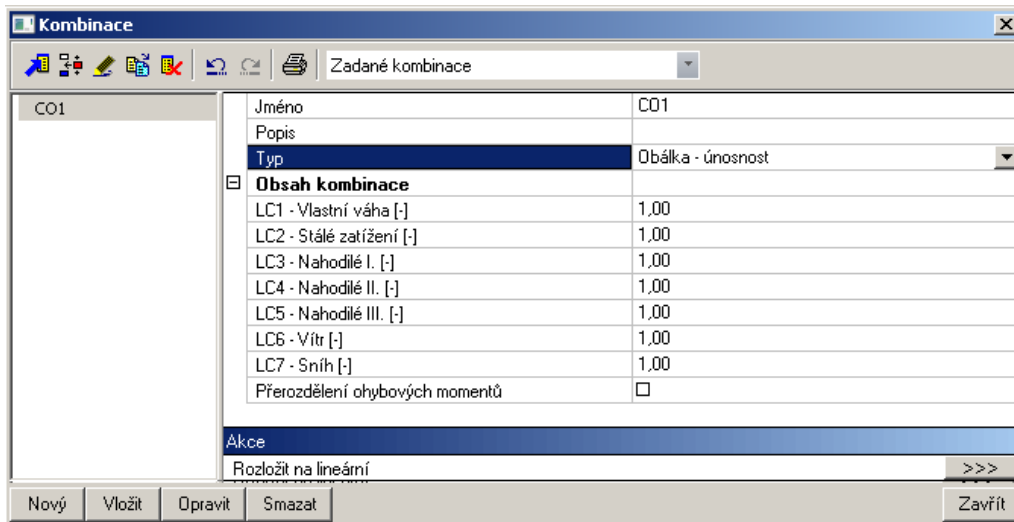 Kombinace
Zadané kombinace
CO1
Jméno CO1
Popis
Typ Obálka - únosnost
Obsah kombinace
LC1 - Vlastní váha [-] 1,00
LC2 - Stálé zatížení [-] 1,00
LC3 - Nahodilé I. [-] 1,00
LC4 - Nahodilé II. [-] 1,00
LC5 - Nahodilé III. [-] 1,00
LC6 - Vítr [-] 1,00
LC7 - Sníh [-] 1,00
Přerozdělení ohybových momentů
Akce
Rozložit na lineární >>>
Nový Vložit Opravit Smazat Zavřít